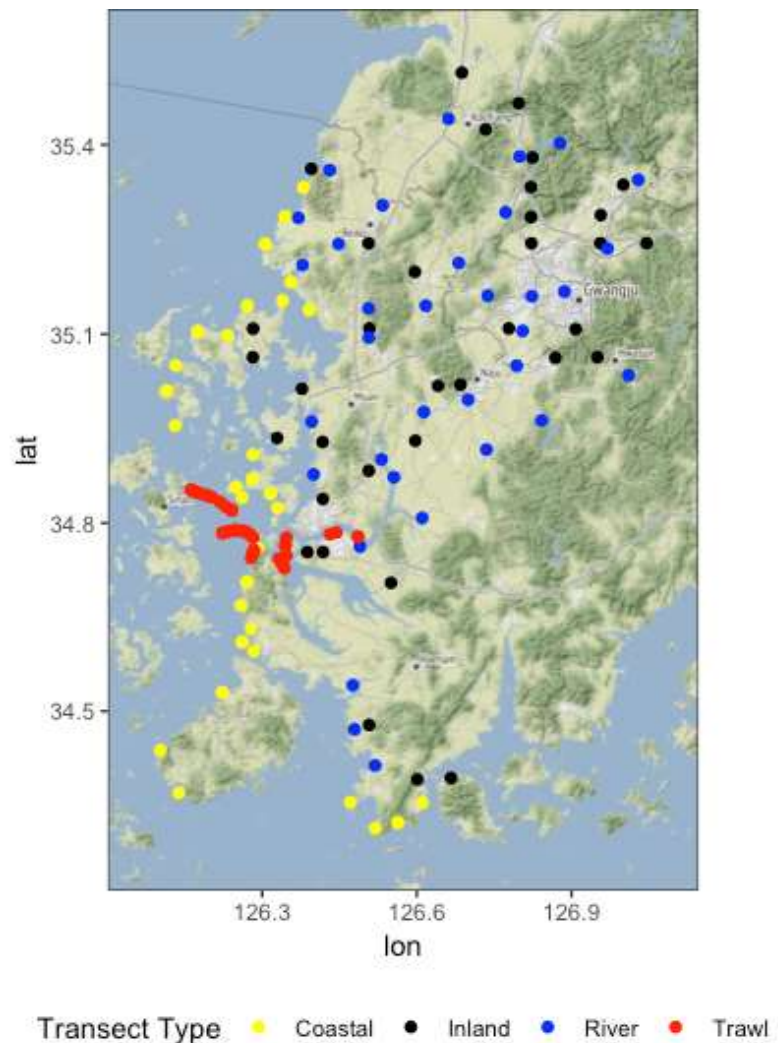 35.4
35.1
34.8
34.5
lat
Gwangju
126.3 126.6 126.9
lon
Transect Type Coastal Inland River Trawl